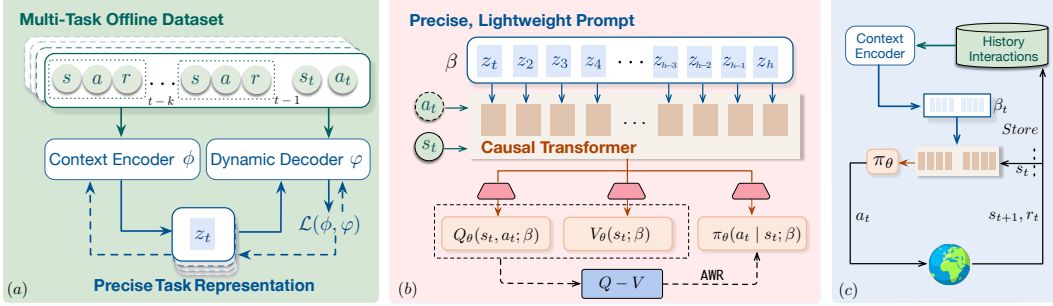 Multi-Task Offline Dataset
s a r ... s a r s_t a_t
t-k t-1
Context Encoder ϕ
Dynamic Decoder φ
z_t
L(ϕ, φ)
Precise Task Representation
(a)
Precise, Lightweight Prompt
β z_t z_2 z_3 z_4 ... z_{h-3} z_{h-2} z_{h-1} z_h
a_t
...
s_t
Causal Transformer
Q_θ(s_t, a_t; β)
V_θ(s_t; β)
π_θ(a_t | s_t; β)
Q − V
AWR
(b)
Context
Encoder
History
Interactions
β_t
Store
π_θ
s_t
a_t
s_{t+1}, r_t
(c)